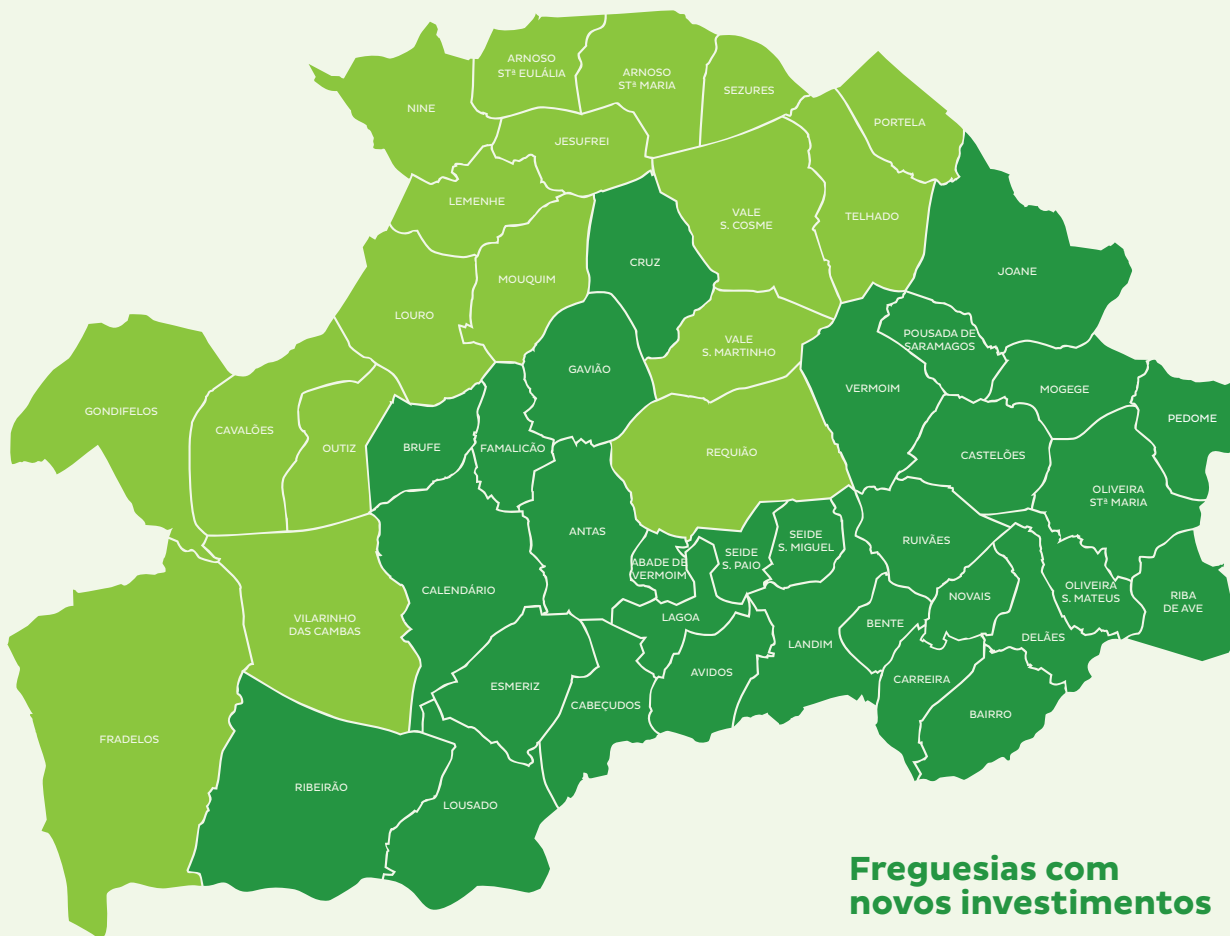 ARNOSO
STª EULÁLIA
ARNOSO
STª MARIA
SEZURES
NINE
PORTELA
JESUFREI
LEMENHE
VALE
S. COSME
TELHADO
CRUZ
JOANE
MOUQUIM
LOURO
POUSADA DE
SARAMAGOS
VALE
S. MARTINHO
GAVIÃO
VERMOIM
MOGEGE
GONDIFELOS
PEDOME
CAVALÕES
OUTIZ
BRUFE
FAMALICÃO
REQUIÃO
CASTELÕES
OLIVEIRA
STª MARIA
ANTAS
SEIDE
S. MIGUEL
RUIVÃES
SEIDE
S. PAIO
ABADE DE
VERMOIM
CALENDÁRIO
OLIVEIRA
S. MATEUS
NOVAIS
RIBA
DE AVE
VILARINHO
DAS CAMBAS
LAGOA
BENTE
DELÃES
LANDIM
AVIDOS
CARREIRA
ESMERIZ
CABEÇUDOS
BAIRRO
FRADELOS
RIBEIRÃO
LOUSADO
Freguesias com
novos investimentos